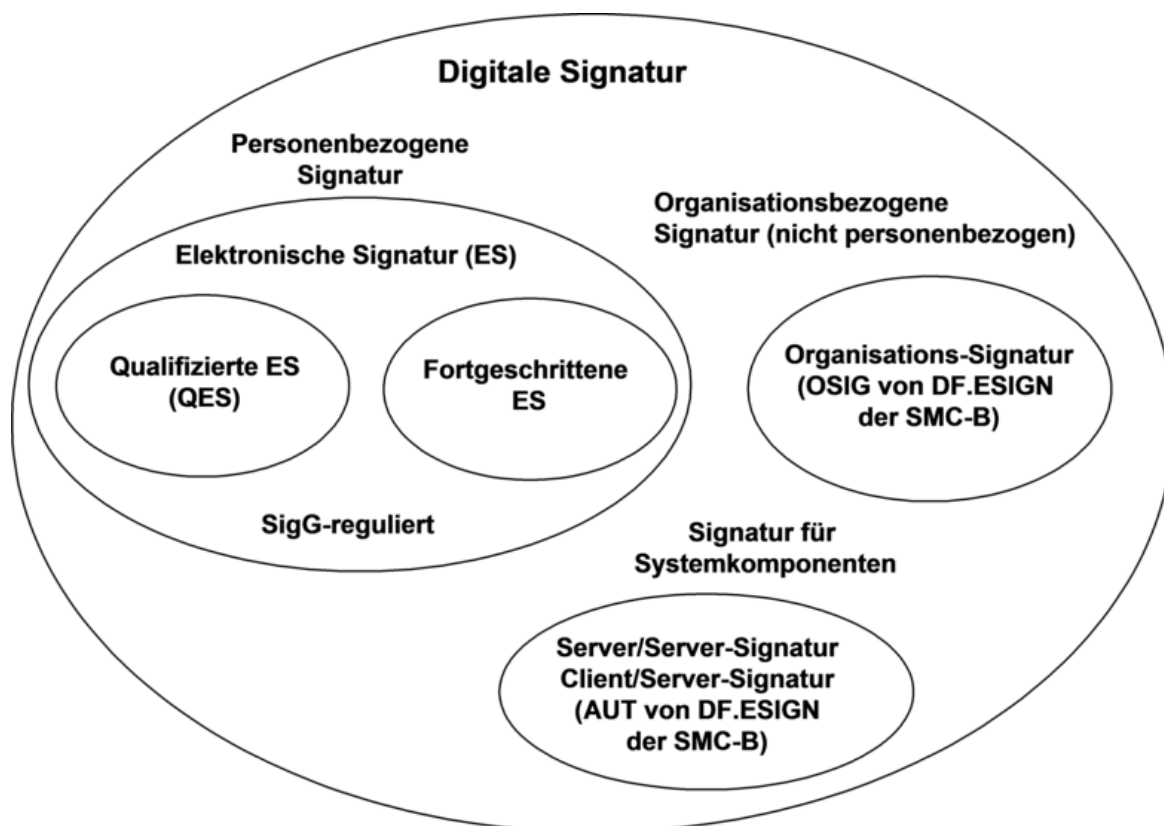 Digitale Signatur
Personenbezogene
Signatur
Organisationsbezogene
Signatur (nicht personenbezogen)
Elektronische Signatur (ES)
Qualifizierte ES
(QES)
Fortgeschrittene
ES
Organisations-Signatur
(OSIG von DF.ESIGN
der SMC-B)
SigG-reguliert
Signatur für
Systemkomponenten
Server/Server-Signatur
Client/Server-Signatur
(AUT von DF.ESIGN
der SMC-B)